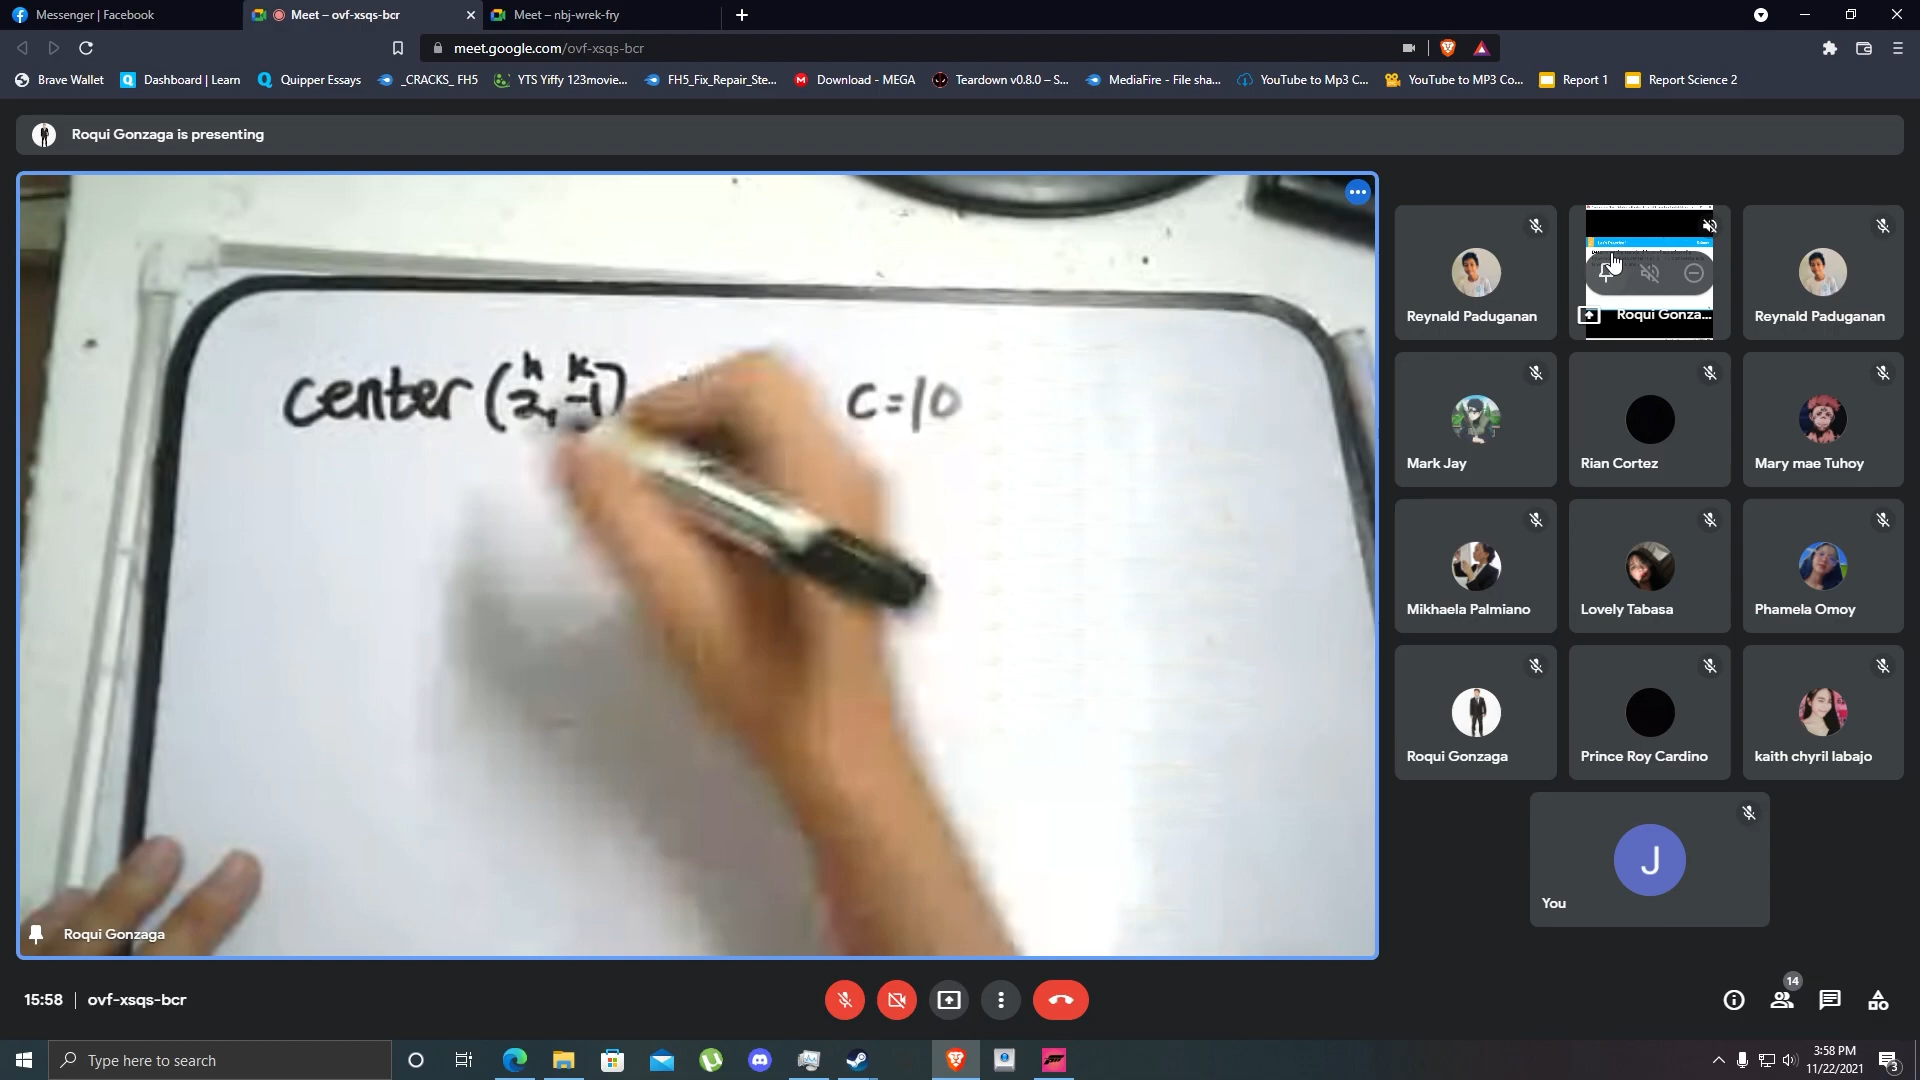 Messenger | Facebook
Meet – ovf-xsqs-bcr
Meet – nbj-wrek-fry
meet.google.com/ovf-xsqs-bcr
Brave Wallet
Dashboard | Learn
Quipper Essays
_CRACKS_ FH5
YTS Yiffy 123movie...
FH5_Fix_Repair_Ste...
Download - MEGA
Teardown v0.8.0 – S...
MediaFire - File sha...
YouTube to Mp3 C...
YouTube to MP3 Co...
Report 1
Report Science 2
Roqui Gonzaga is presenting
h k
center (2, -1)
c=10
Roqui Gonzaga
Reynald Paduganan
Roqui Gonza...
Reynald Paduganan
Mark Jay
Rian Cortez
Mary mae Tuhoy
Mikhaela Palmiano
Lovely Tabasa
Phamela Omoy
Roqui Gonzaga
Prince Roy Cardino
kaith chyril labajo
J
You
15:58 | ovf-xsqs-bcr
14
Type here to search
3:58 PM
11/22/2021
3